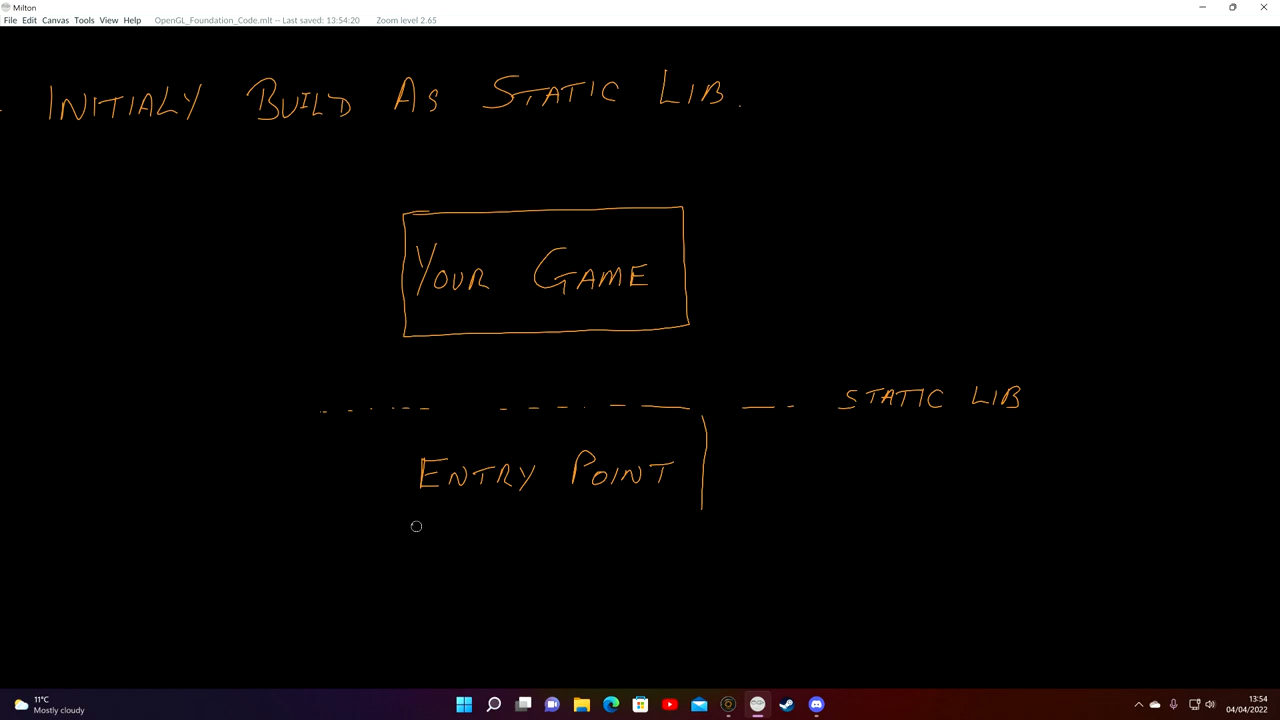 Milton
File Edit Canvas Tools View Help OpenGL_Foundation_Code.mlt -- Last saved: 13:54:20 Zoom level 2.65
INITIALY BUILD AS STATIC LIB.
YOUR GAME
STATIC LIB
ENTRY POINT
11°C
Mostly cloudy
13:54
04/04/2022